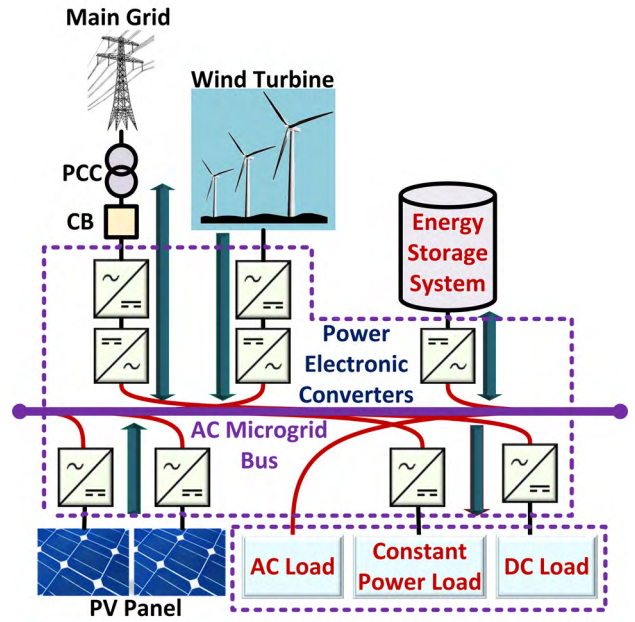 Main Grid
Wind Turbine
PCC
CB
Energy
Storage
System
Power
Electronic
Converters
AC Microgrid
Bus
AC Load
Constant
Power Load
DC Load
PV Panel